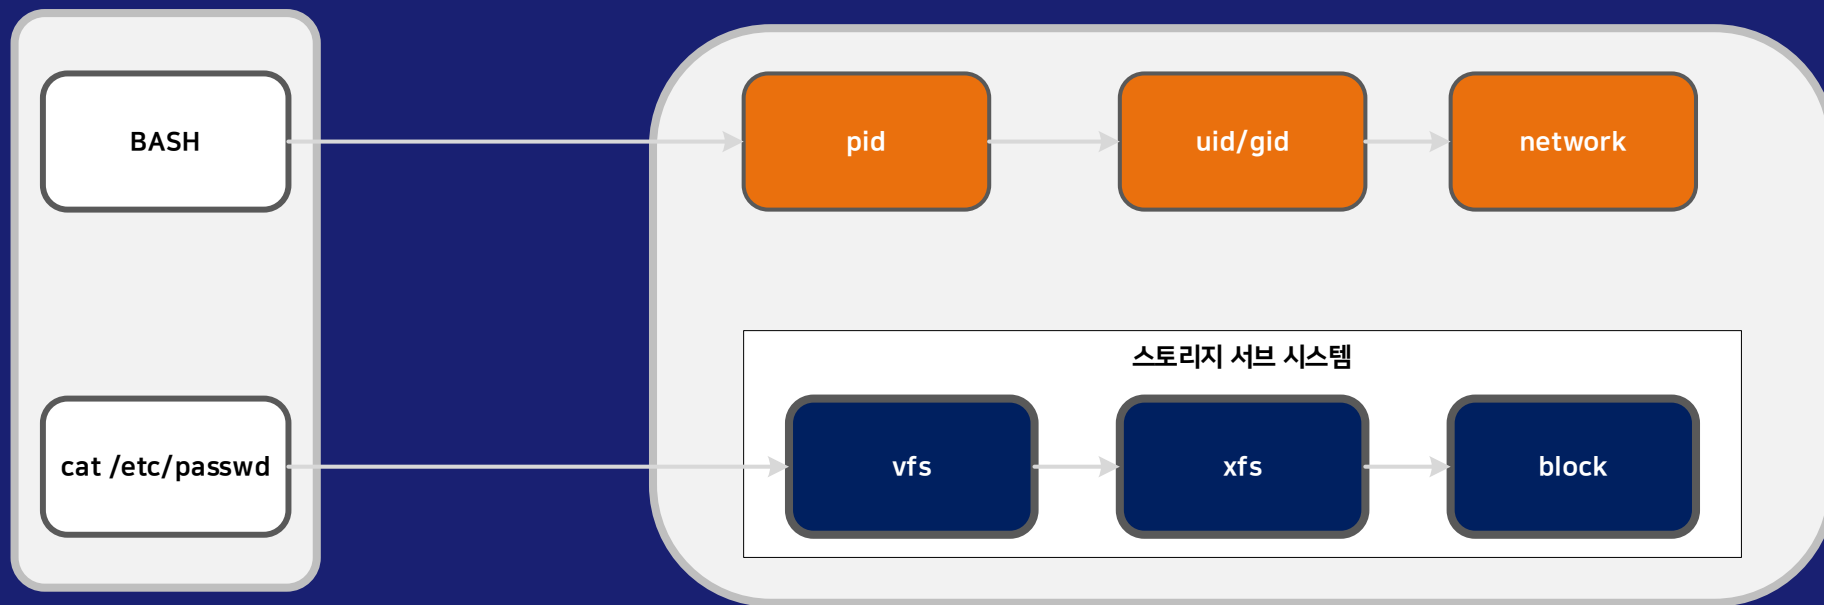 BASH
pid
uid/gid
network
스토리지 서브 시스템
cat /etc/passwd
vfs
xfs
block